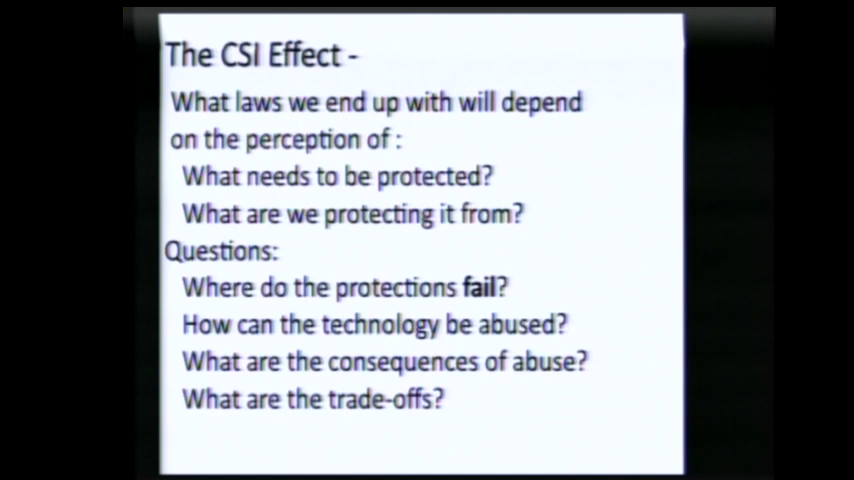 The CSI Effect -
What laws we end up with will depend
on the perception of :
What needs to be protected?
What are we protecting it from?
Questions:
Where do the protections fail?
How can the technology be abused?
What are the consequences of abuse?
What are the trade-offs?